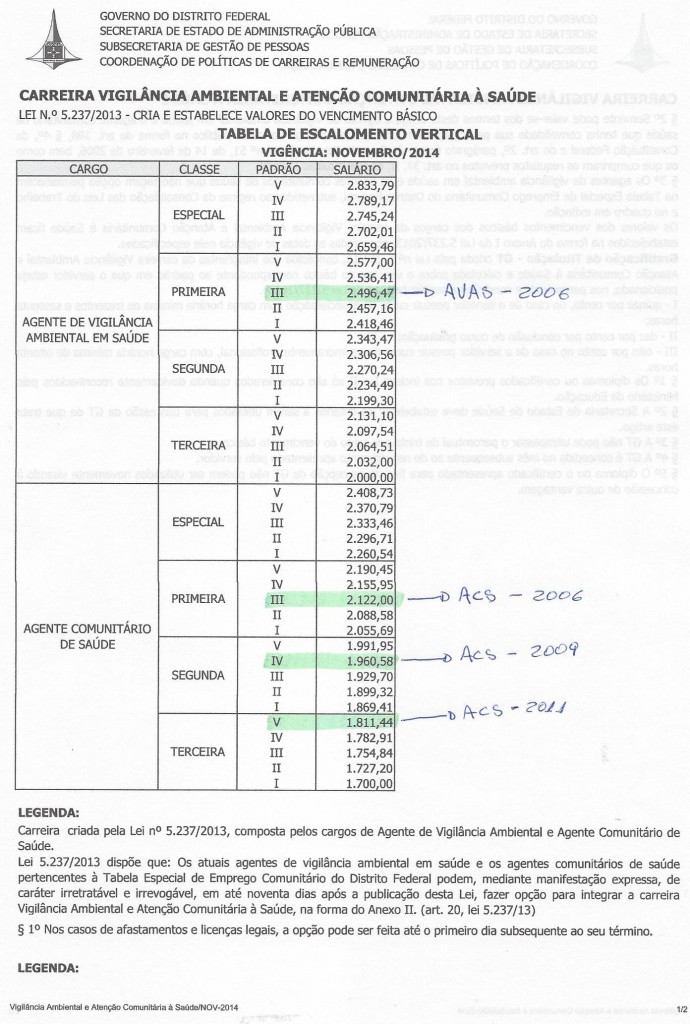 GOVERNO DO DISTRITO FEDERAL
SECRETARIA DE ESTADO DE ADMINISTRAÇÃO PÚBLICA
SUBSECRETARIA DE GESTÃO DE PESSOAS
COORDENAÇÃO DE POLÍTICAS DE CARREIRAS E REMUNERAÇÃO
CARREIRA VIGILÂNCIA AMBIENTAL E ATENÇÃO COMUNITÁRIA À SAÚDE
LEI N.º 5.237/2013 - CRIA E ESTABELECE VALORES DO VENCIMENTO BÁSICO
TABELA DE ESCALOMENTO VERTICAL
VIGÊNCIA: NOVEMBRO/2014
CARGO CLASSE PADRÃO SALÁRIO
AGENTE DE VIGILÂNCIA
AMBIENTAL EM SAÚDE
ESPECIAL
V 2.833,79
IV 2.789,17
III 2.745,24
II 2.702,01
I 2.659,46
PRIMEIRA
V 2.577,00
IV 2.536,41
III 2.496,47 AVAS - 2006
II 2.457,16
I 2.418,46
SEGUNDA
V 2.343,47
IV 2.306,56
III 2.270,24
II 2.234,49
I 2.199,30
TERCEIRA
V 2.131,10
IV 2.097,54
III 2.064,51
II 2.032,00
I 2.000,00
AGENTE COMUNITÁRIO
DE SAÚDE
ESPECIAL
V 2.408,73
IV 2.370,79
III 2.333,46
II 2.296,71
I 2.260,54
PRIMEIRA
V 2.190,45
IV 2.155,95
III 2.122,00 ACS - 2006
II 2.088,58
I 2.055,69
SEGUNDA
V 1.991,95
IV 1.960,58 ACS - 2009
III 1.929,70
II 1.899,32
I 1.869,41
TERCEIRA
V 1.811,44 ACS - 2011
IV 1.782,91
III 1.754,84
II 1.727,20
I 1.700,00
LEGENDA:
Carreira criada pela Lei nº 5.237/2013, composta pelos cargos de Agente de Vigilância Ambiental e Agente Comunitário de
Saúde.
Lei 5.237/2013 dispõe que: Os atuais agentes de vigilância ambiental em saúde e os agentes comunitários de saúde
pertencentes à Tabela Especial de Emprego Comunitário do Distrito Federal podem, mediante manifestação expressa, de
caráter irretratável e irrevogável, em até noventa dias após a publicação desta Lei, fazer opção para integrar a carreira
Vigilância Ambiental e Atenção Comunitária à Saúde, na forma do Anexo II. (art. 20, lei 5.237/13)
§ 1º Nos casos de afastamentos e licenças legais, a opção pode ser feita até o primeiro dia subsequente ao seu término.
LEGENDA:
Vigilância Ambiental e Atenção Comunitária à Saúde/NOV-2014 1/2